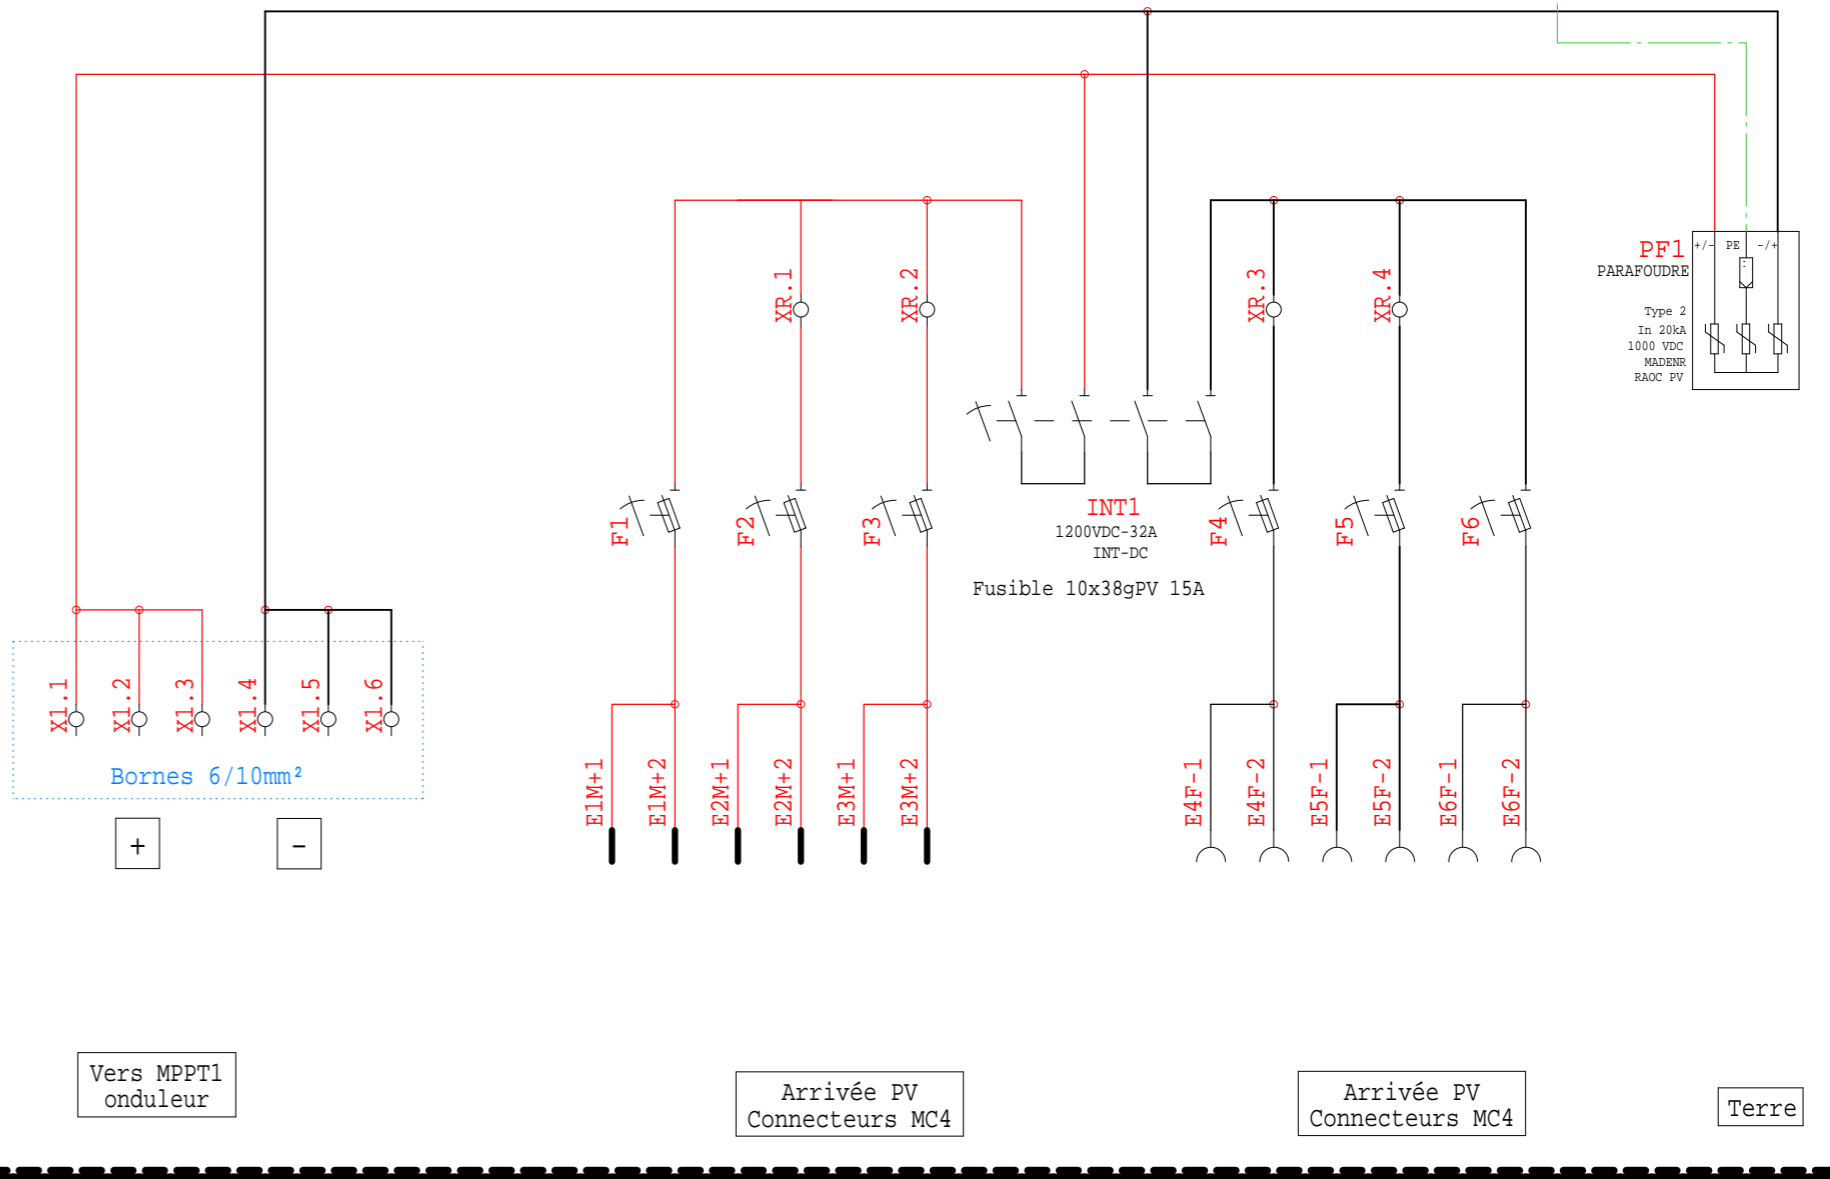 PF1
+/- PE -/+
PARAFOUDRE
Type 2
In 20kA
1000 VDC
MADENR
RAOC PV
XR.1
XR.2
XR.3
XR.4
F1
F2
F3
INT1
1200VDC-32A
INT-DC
F4
F5
F6
Fusible 10x38gPV 15A
X1.1
X1.2
X1.3
X1.4
X1.5
X1.6
Bornes 6/10mm²
+
-
E1M+1
E1M+2
E2M+1
E2M+2
E3M+1
E3M+2
E4F-1
E4F-2
E5F-1
E5F-2
E6F-1
E6F-2
Vers MPPT1
onduleur
Arrivée PV
Connecteurs MC4
Arrivée PV
Connecteurs MC4
Terre